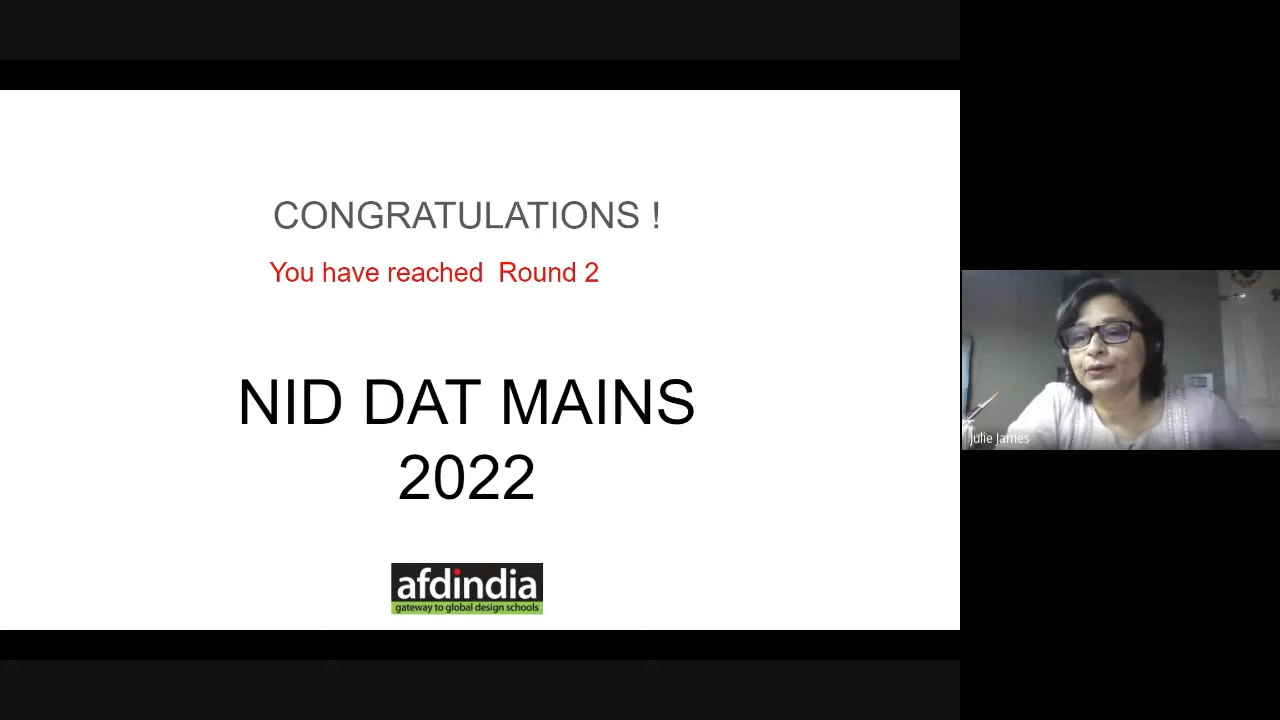 CONGRATULATIONS !
You have reached  Round 2
NID DAT MAINS
2022
afdindia
gateway to global design schools
Julie James